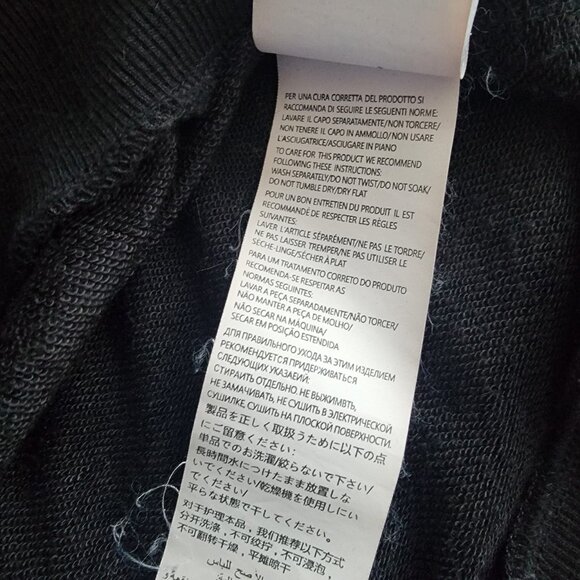 PER UNA CURA CORRETTA DEL PRODOTTO SI
RACCOMANDA DI SEGUIRE LE SEGUENTI NORME:
LAVARE IL CAPO SEPARATAMENTE/NON TORCERE/
NON TENERE IL CAPO IN AMMOLLO/NON USARE
L'ASCIUGATRICE/ASCIUGARE IN PIANO
TO CARE FOR THIS PRODUCT WE RECOMMEND
FOLLOWING THESE INSTRUCTIONS:
WASH SEPARATELY/DO NOT TWIST/DO NOT SOAK/
DO NOT TUMBLE DRY/DRY FLAT
POUR UN BON ENTRETIEN DU PRODUIT IL EST
RECOMMANDÉ DE RESPECTER LES RÈGLES
SUIVANTES:
LAVER L'ARTICLE SÉPARÉMENT/NE PAS LE TORDRE/
NE PAS LAISSER TREMPER/NE PAS UTILISER LE
SÈCHE-LINGE/SÉCHER À PLAT
PARA UM TRATAMENTO CORRETO DO PRODUTO
RECOMENDA-SE RESPEITAR AS
NORMAS SEGUINTES:
LAVAR A PEÇA SEPARADAMENTE/NÃO TORCER/
NÃO MANTER A PEÇA DE MOLHO/
NÃO SECAR NA MÁQUINA/
SECAR EM POSIÇÃO ESTENDIDA
ДЛЯ ПРАВИЛЬНОГО УХОДА ЗА ЭТИМ ИЗДЕЛИЕМ
РЕКОМЕНДУЕТСЯ ПРИДЕРЖИВАТЬСЯ
СЛЕДУЮЩИХ УКАЗАЕИЙ:
СТИРАИТЬ ОТДЕЛЬНО. НЕ ВЫЖИМВТЬ,
НЕ ЗАМАЧИВАТЬ, НЕ СУШИТЬ В ЭЛЕКТРИЧЕСКОЙ
СУШИЛКЕ, СУШИТЬ НА ПЛОСКОЙ ПОВЕРХНОСТИ.
製品を正しく取扱うために以下の点
にご留意ください:
単品でのお洗濯/絞らないで下さい/
長時間水につけたまま放置しな
いでください/乾燥機を使用しない
でください/
平らな状態で干してください。
对于护理本品, 我们推荐以下方式
分开洗涤, 不可绞拧, 不可浸泡,
不可翻转干燥, 平摊晾干